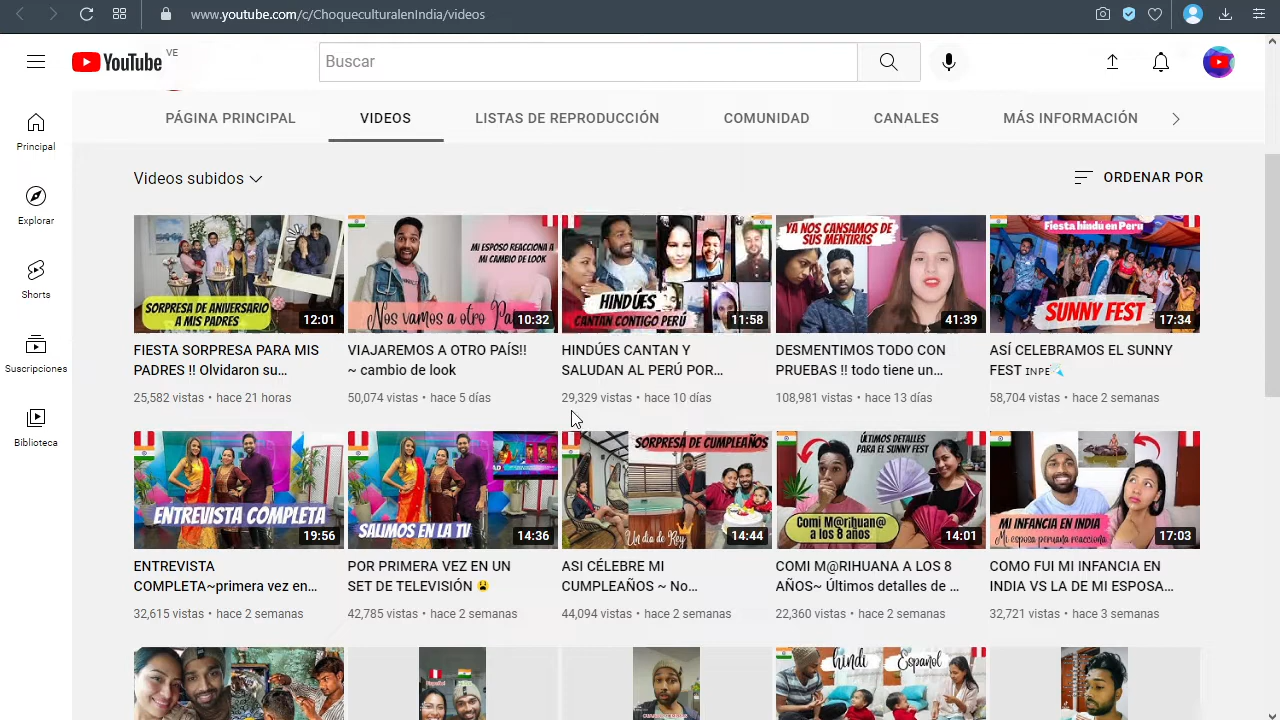 www.youtube.com/c/ChoqueculturalenIndia/videos
YouTube VE
Buscar
PÁGINA PRINCIPAL VIDEOS LISTAS DE REPRODUCCIÓN COMUNIDAD CANALES MÁS INFORMACIÓN
Principal
Explorar
Shorts
Suscripciones
Biblioteca
Videos subidos
ORDENAR POR
SORPRESA DE ANIVERSARIO
A MIS PADRES
12:01
FIESTA SORPRESA PARA MIS
PADRES !! Olvidaron su...
25,582 vistas • hace 21 horas
MI ESPOSO REACCIONA A
MI CAMBIO DE LOOK
Nos vamos a otro
10:32
VIAJAREMOS A OTRO PAÍS!!
~ cambio de look
50,074 vistas • hace 5 días
HINDÚES
CANTAN CONTIGO PERÚ
11:58
HINDÚES CANTAN Y
SALUDAN AL PERÚ POR...
29,329 vistas • hace 10 días
YA NOS CANSAMOS DE
SUS MENTIRAS
41:39
DESMENTIMOS TODO CON
PRUEBAS !! todo tiene un...
108,981 vistas • hace 13 días
Fiesta hindu en Peru
SUNNY FEST
17:34
ASÍ CELEBRAMOS EL SUNNY
FEST ɪɴᴘᴇ
58,704 vistas • hace 2 semanas
ENTREVISTA COMPLETA
19:56
ENTREVISTA
COMPLETA~primera vez en...
32,615 vistas • hace 2 semanas
SALIMOS EN LA TV
14:36
POR PRIMERA VEZ EN UN
SET DE TELEVISIÓN 😫
42,785 vistas • hace 2 semanas
SORPRESA DE CUMPLEAÑOS
Un dia de Rey
14:44
ASI CÉLEBRE MI
CUMPLEAÑOS ~ No...
44,094 vistas • hace 2 semanas
ÚLTIMOS DETALLES
PARA EL SUNNY FEST
Comi M@rihuan@
a los 8 años
14:01
COMI M@RIHUANA A LOS 8
AÑOS~ Últimos detalles de ...
22,360 vistas • hace 2 semanas
MI INFANCIA EN INDIA
Mi esposa peruana reacciona
17:03
COMO FUI MI INFANCIA EN
INDIA VS LA DE MI ESPOSA...
32,721 vistas • hace 3 semanas
hindi Español